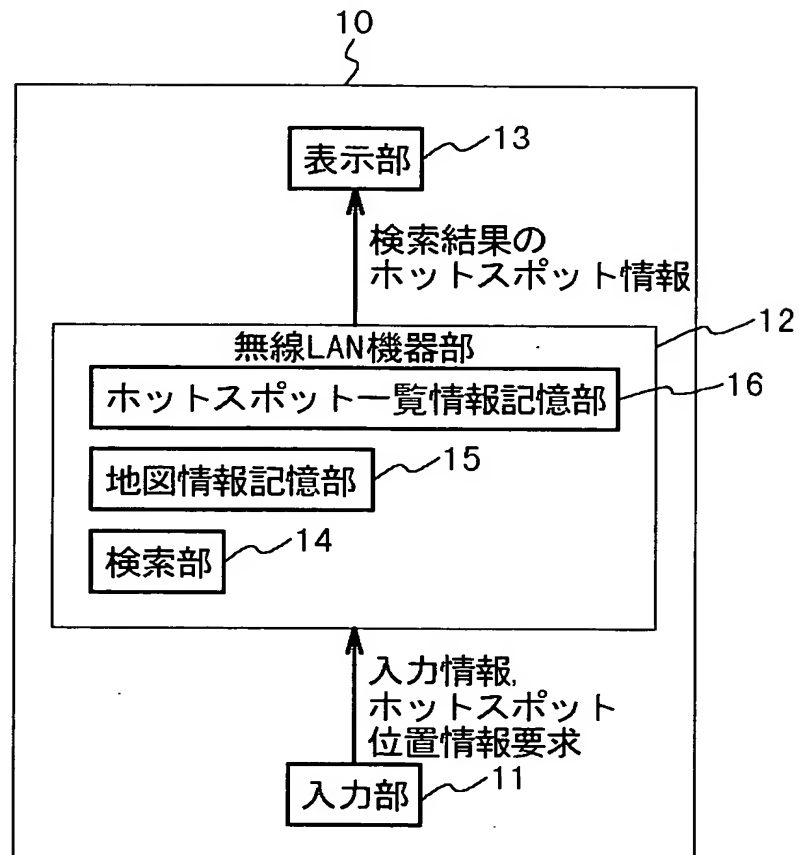 10
表示部
13
検索結果の
ホットスポット情報
12
無線LAN機器部
ホットスポット一覧情報記憶部
16
地図情報記憶部
15
検索部
14
入力情報,
ホットスポット
位置情報要求
入力部
11